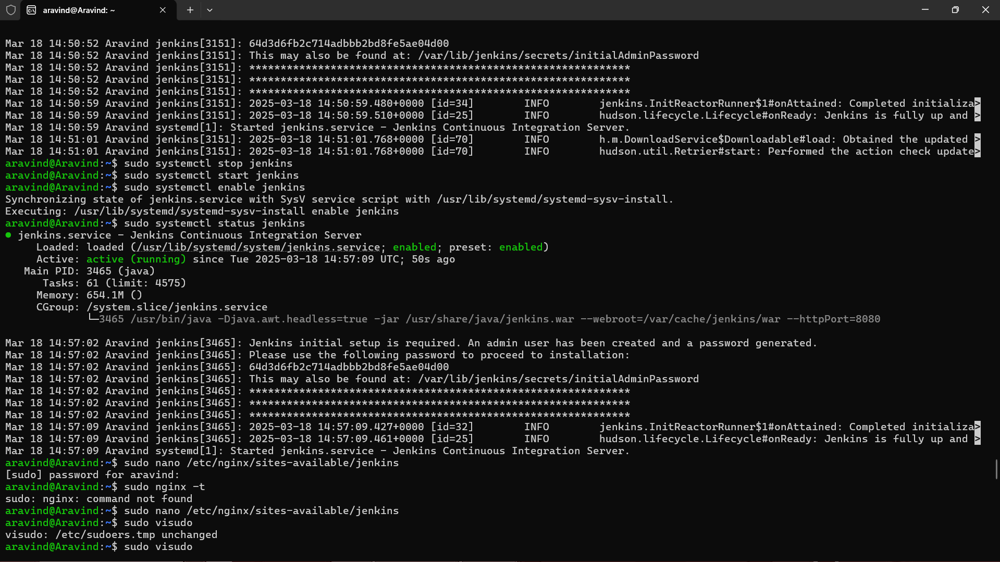 aravind@Aravind: ~
Mar 18 14:50:52 Aravind jenkins[3151]: 64d3d6fb2c714adbbb2bd8fe5ae04d00
Mar 18 14:50:52 Aravind jenkins[3151]: This may also be found at: /var/lib/jenkins/secrets/initialAdminPassword
Mar 18 14:50:52 Aravind jenkins[3151]: *************************************************************
Mar 18 14:50:52 Aravind jenkins[3151]: *************************************************************
Mar 18 14:50:52 Aravind jenkins[3151]: *************************************************************
Mar 18 14:50:59 Aravind jenkins[3151]: 2025-03-18 14:50:59.480+0000 [id=34]        INFO        jenkins.InitReactorRunner$1#onAttained: Completed initializa>
Mar 18 14:50:59 Aravind jenkins[3151]: 2025-03-18 14:50:59.510+0000 [id=25]        INFO        hudson.lifecycle.Lifecycle#onReady: Jenkins is fully up and >
Mar 18 14:50:59 Aravind systemd[1]: Started jenkins.service - Jenkins Continuous Integration Server.
Mar 18 14:51:01 Aravind jenkins[3151]: 2025-03-18 14:51:01.768+0000 [id=70]        INFO        h.m.DownloadService$Downloadable#load: Obtained the updated >
Mar 18 14:51:01 Aravind jenkins[3151]: 2025-03-18 14:51:01.768+0000 [id=70]        INFO        hudson.util.Retrier#start: Performed the action check update>
aravind@Aravind:~$ sudo systemctl stop jenkins
aravind@Aravind:~$ sudo systemctl start jenkins
aravind@Aravind:~$ sudo systemctl enable jenkins
Synchronizing state of jenkins.service with SysV service script with /usr/lib/systemd/systemd-sysv-install.
Executing: /usr/lib/systemd/systemd-sysv-install enable jenkins
aravind@Aravind:~$ sudo systemctl status jenkins
● jenkins.service - Jenkins Continuous Integration Server
     Loaded: loaded (/usr/lib/systemd/system/jenkins.service; enabled; preset: enabled)
     Active: active (running) since Tue 2025-03-18 14:57:09 UTC; 50s ago
   Main PID: 3465 (java)
      Tasks: 61 (limit: 4575)
     Memory: 654.1M ()
     CGroup: /system.slice/jenkins.service
             └─3465 /usr/bin/java -Djava.awt.headless=true -jar /usr/share/java/jenkins.war --webroot=/var/cache/jenkins/war --httpPort=8080
Mar 18 14:57:02 Aravind jenkins[3465]: Jenkins initial setup is required. An admin user has been created and a password generated.
Mar 18 14:57:02 Aravind jenkins[3465]: Please use the following password to proceed to installation:
Mar 18 14:57:02 Aravind jenkins[3465]: 64d3d6fb2c714adbbb2bd8fe5ae04d00
Mar 18 14:57:02 Aravind jenkins[3465]: This may also be found at: /var/lib/jenkins/secrets/initialAdminPassword
Mar 18 14:57:02 Aravind jenkins[3465]: *************************************************************
Mar 18 14:57:02 Aravind jenkins[3465]: *************************************************************
Mar 18 14:57:02 Aravind jenkins[3465]: *************************************************************
Mar 18 14:57:09 Aravind jenkins[3465]: 2025-03-18 14:57:09.427+0000 [id=32]        INFO        jenkins.InitReactorRunner$1#onAttained: Completed initializa>
Mar 18 14:57:09 Aravind jenkins[3465]: 2025-03-18 14:57:09.461+0000 [id=25]        INFO        hudson.lifecycle.Lifecycle#onReady: Jenkins is fully up and >
Mar 18 14:57:09 Aravind systemd[1]: Started jenkins.service - Jenkins Continuous Integration Server.
aravind@Aravind:~$ sudo nano /etc/nginx/sites-available/jenkins
[sudo] password for aravind:
aravind@Aravind:~$ sudo nginx -t
sudo: nginx: command not found
aravind@Aravind:~$ sudo nano /etc/nginx/sites-available/jenkins
aravind@Aravind:~$ sudo visudo
visudo: /etc/sudoers.tmp unchanged
aravind@Aravind:~$ sudo visudo